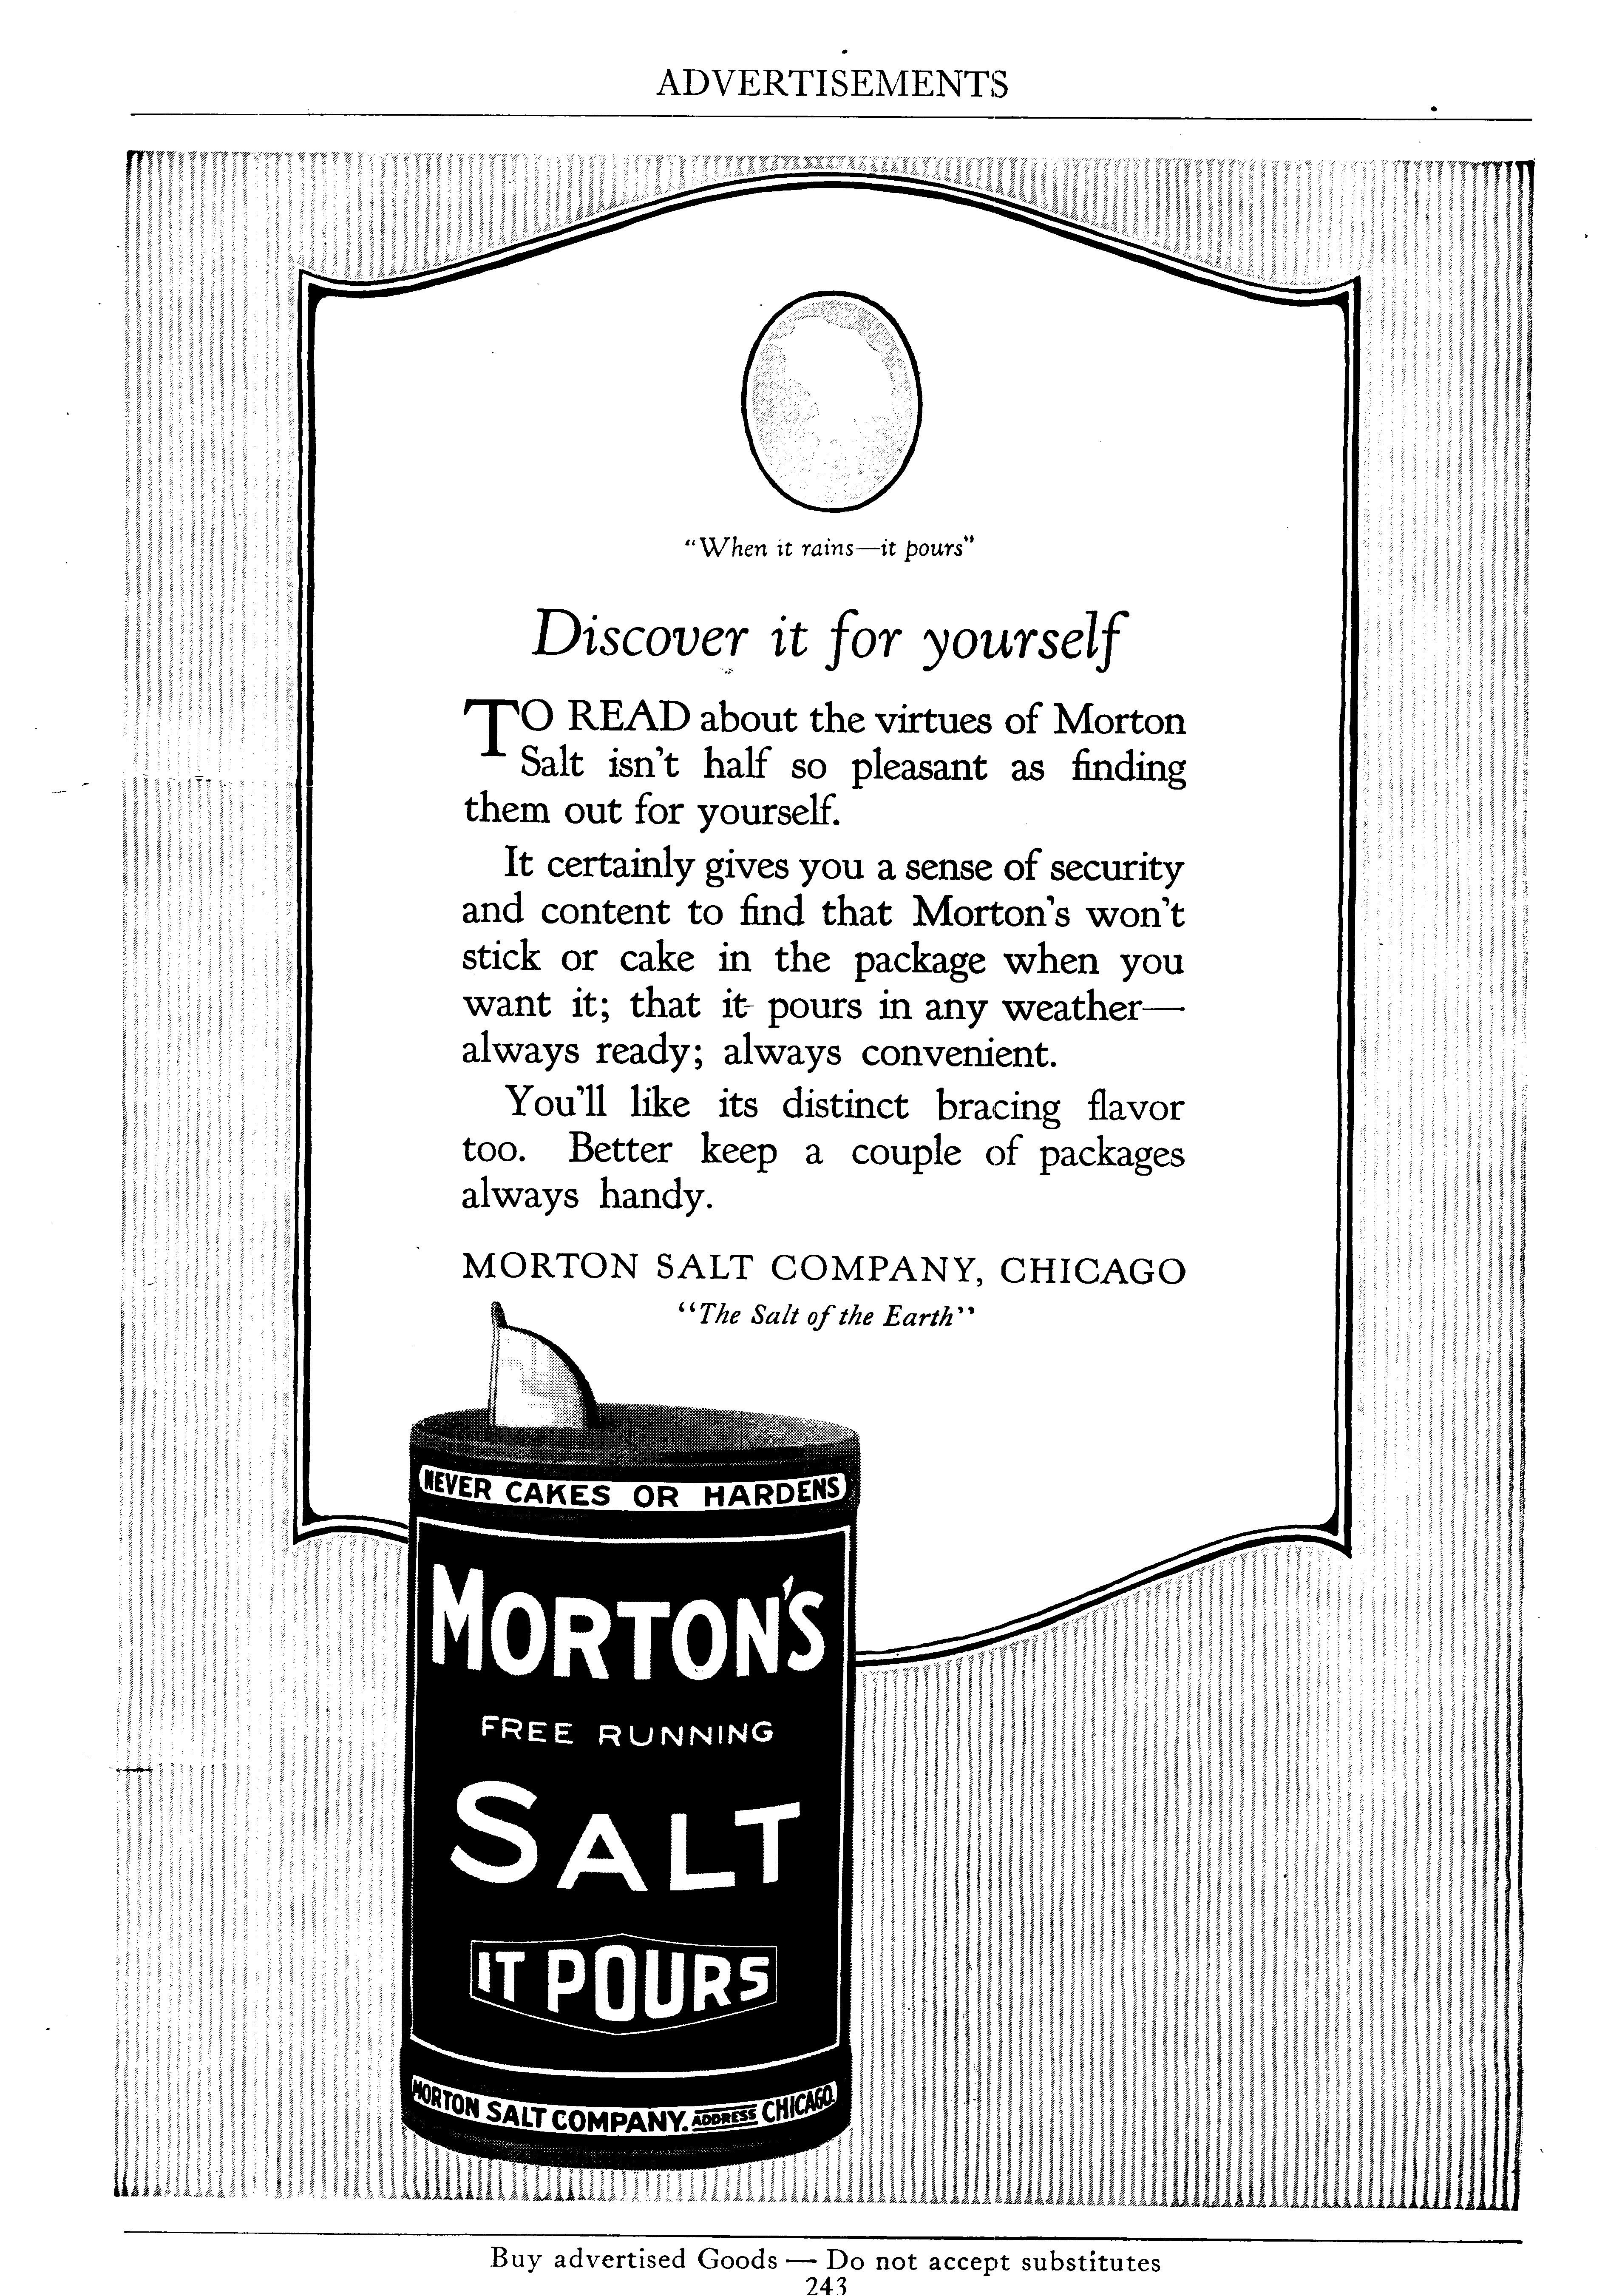 ADVERTISEMENTS
“When it rains—it pours”
Discover it for yourself
TO READ about the virtues of Morton
Salt isn't half so pleasant as finding
them out for yourself.
It certainly gives you a sense of security
and content to find that Morton's won't
stick or cake in the package when you
want it; that it pours in any weather—
always ready; always convenient.
You'll like its distinct bracing flavor
too. Better keep a couple of packages
always handy.
MORTON SALT COMPANY, CHICAGO
“The Salt of the Earth”
NEVER CAKES OR HARDENS
MORTON'S
FREE RUNNING
SALT
IT POURS
MORTON SALT COMPANY. ADDRESS CHICAGO.
Buy advertised Goods — Do not accept substitutes
243